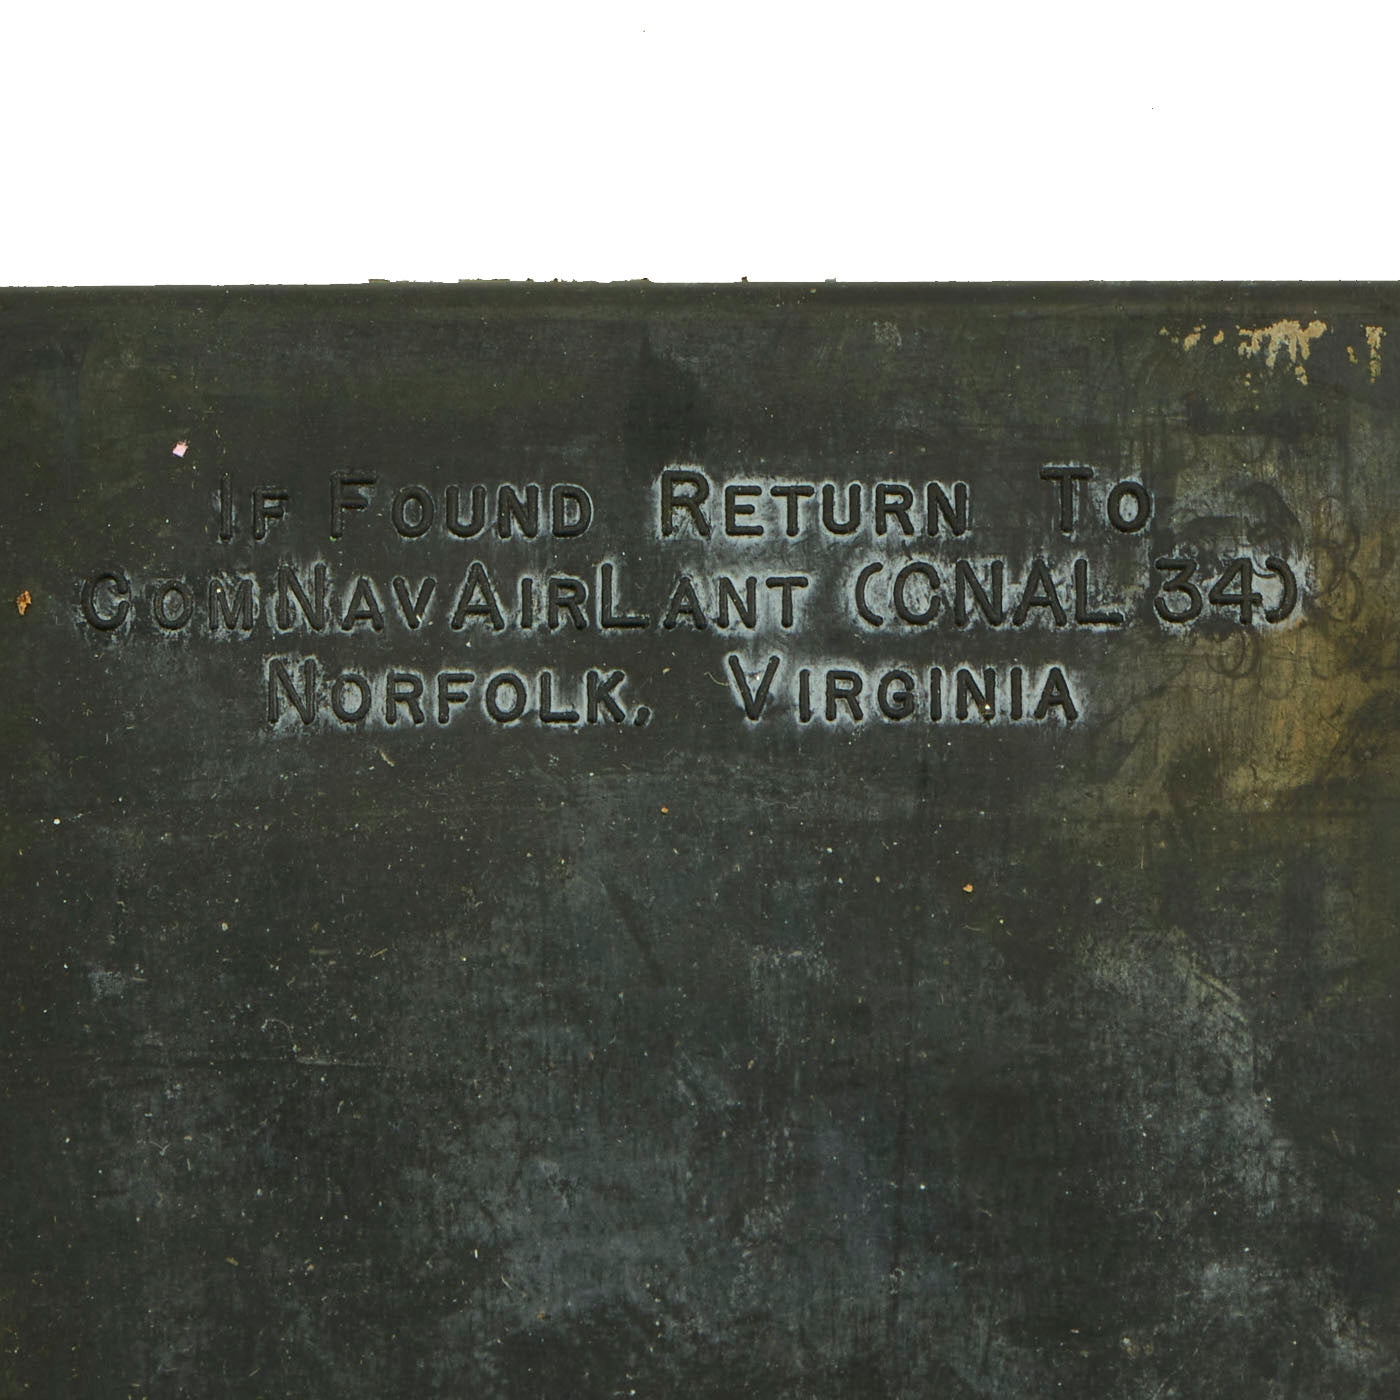 If Found Return To
ComNavAirLant (CNAL 34)
Norfolk, Virginia